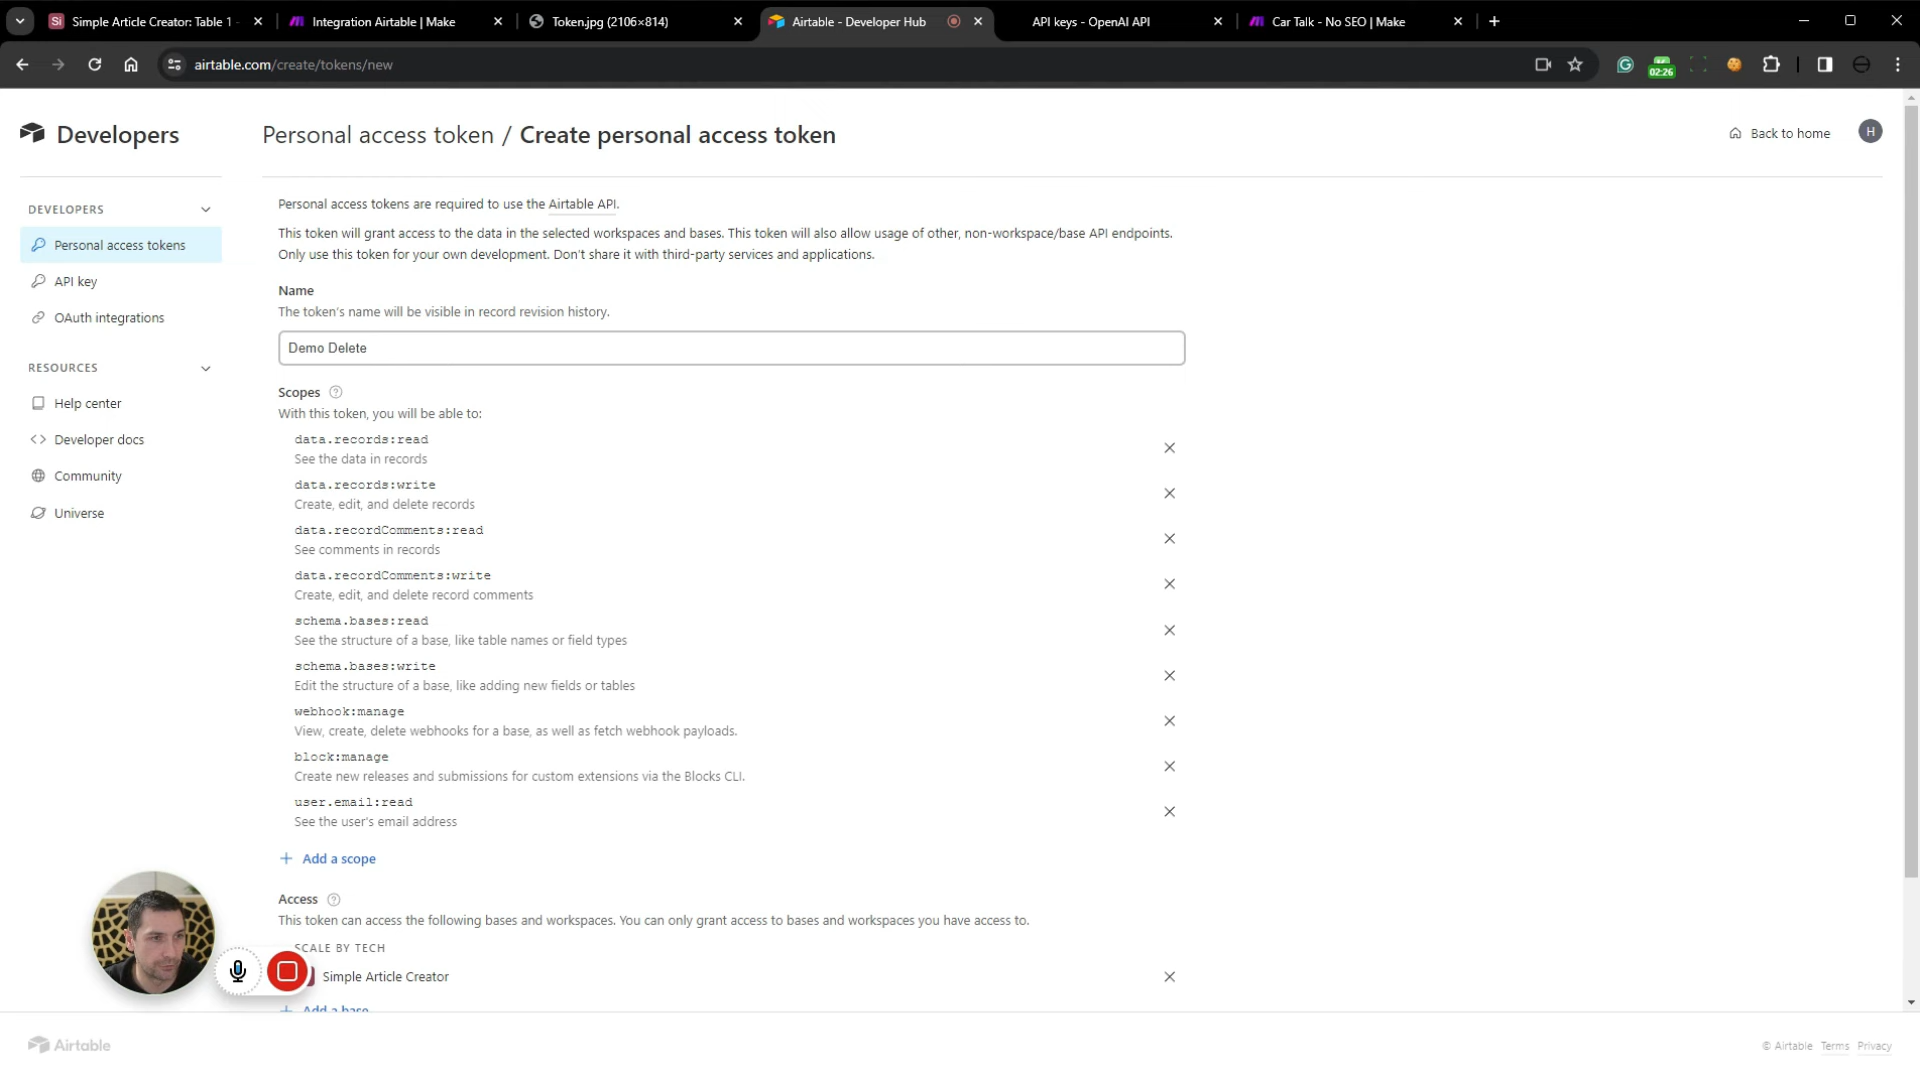 Simple Article Creator: Table 1 -
Integration Airtable | Make
Token.jpg (2106×814)
Airtable - Developer Hub
API keys - OpenAI API
Car Talk - No SEO | Make
airtable.com/create/tokens/new
02:26
Developers
Personal access token / Create personal access token
Back to home
H
DEVELOPERS
Personal access tokens
API key
OAuth integrations
RESOURCES
Help center
Developer docs
Community
Universe
Personal access tokens are required to use the Airtable API.
This token will grant access to the data in the selected workspaces and bases. This token will also allow usage of other, non-workspace/base API endpoints.
Only use this token for your own development. Don't share it with third-party services and applications.
Name
The token's name will be visible in record revision history.
Demo Delete
Scopes
With this token, you will be able to:
data.records:read
See the data in records
data.records:write
Create, edit, and delete records
data.recordComments:read
See comments in records
data.recordComments:write
Create, edit, and delete record comments
schema.bases:read
See the structure of a base, like table names or field types
schema.bases:write
Edit the structure of a base, like adding new fields or tables
webhook:manage
View, create, delete webhooks for a base, as well as fetch webhook payloads.
block:manage
Create new releases and submissions for custom extensions via the Blocks CLI.
user.email:read
See the user's email address
+ Add a scope
Access
This token can access the following bases and workspaces. You can only grant access to bases and workspaces you have access to.
SCALE BY TECH
Simple Article Creator
+ Add a base
Airtable
© Airtable Terms Privacy